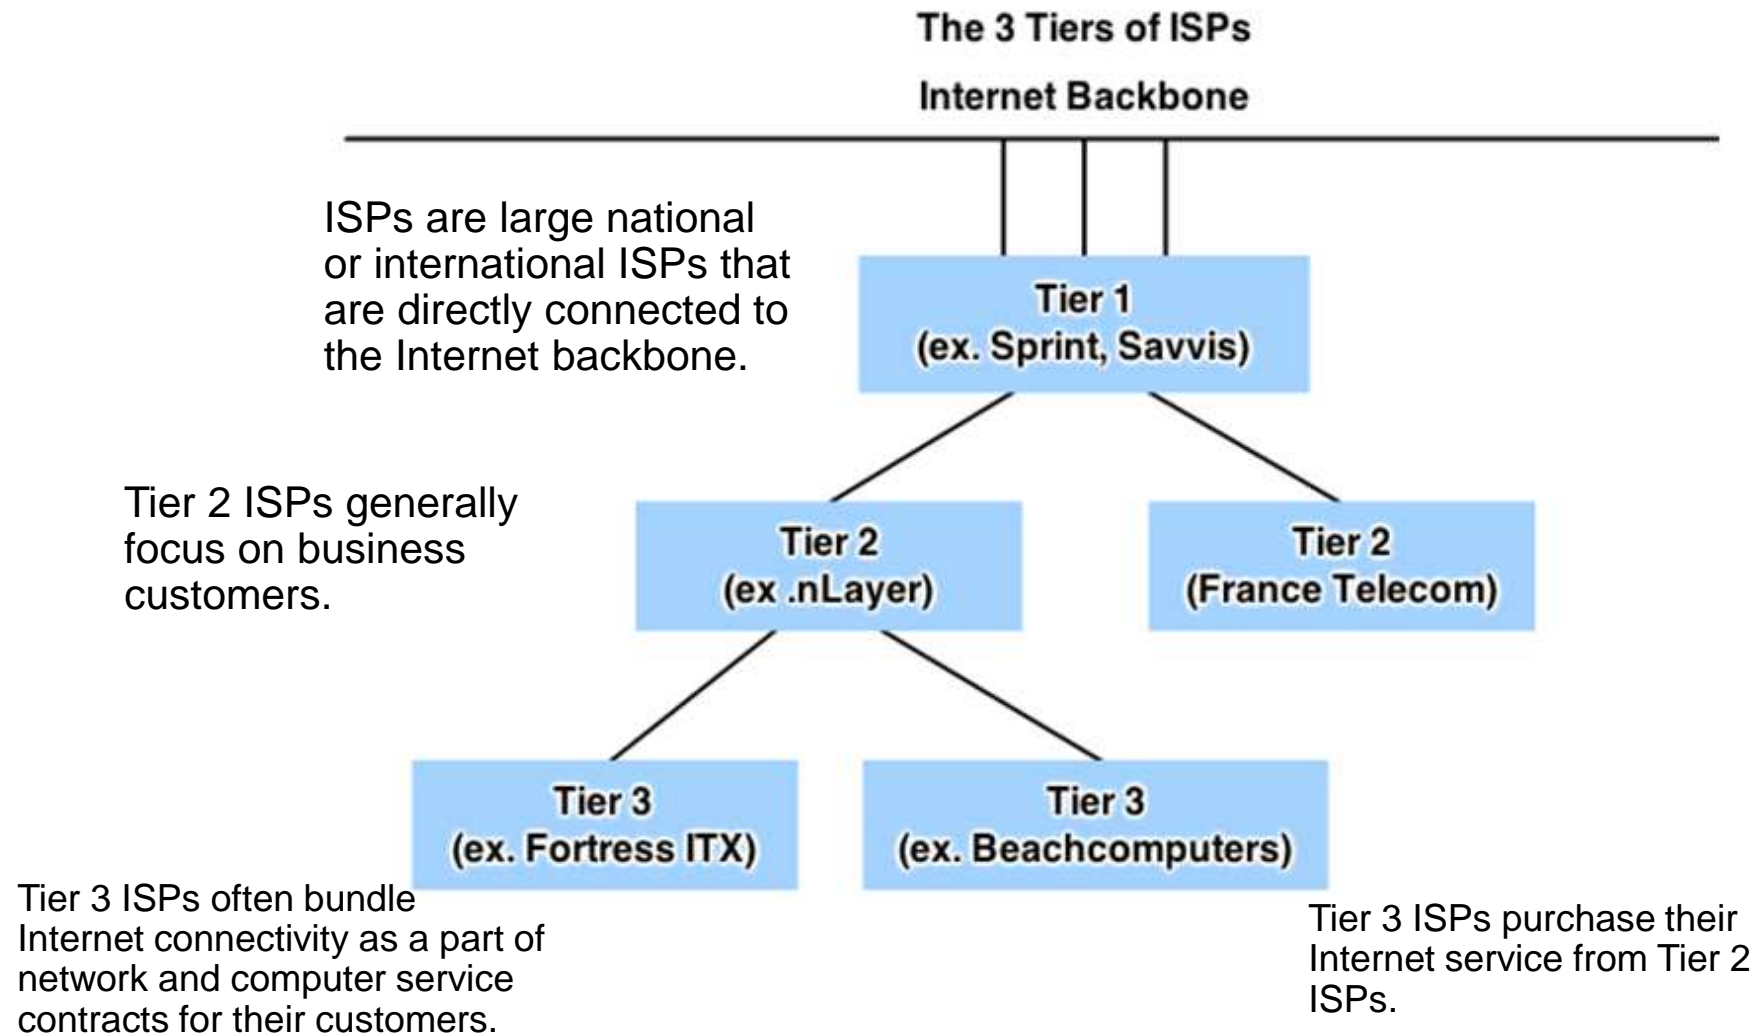 The 3 Tiers of ISPs
Internet Backbone
ISPs are large national
or international ISPs that
are directly connected to
the Internet backbone.
Tier 1
(ex. Sprint, Savvis)
Tier 2 ISPs generally
focus on business
customers.
Tier 2
(ex .nLayer)
Tier 2
(France Telecom)
Tier 3
(ex. Fortress ITX)
Tier 3
(ex. Beachcomputers)
Tier 3 ISPs often bundle
Internet connectivity as a part of
network and computer service
contracts for their customers.
Tier 3 ISPs purchase their
Internet service from Tier 2
ISPs.